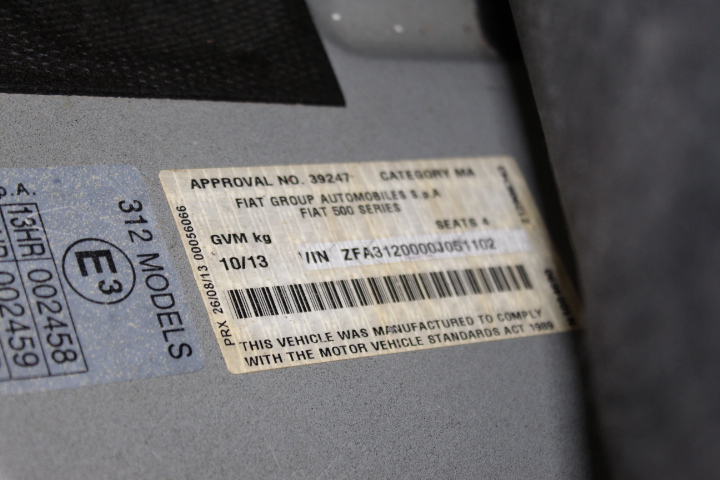 APPROVAL NO. 39247 CATEGORY MA
FIAT GROUP AUTOMOBILES S.p.A
FIAT 500 SERIES
SEATS 4
GVM kg
10/13 VIN ZFA3120000J051102
THIS VEHICLE WAS MANUFACTURED TO COMPLY
WITH THE MOTOR VEHICLE STANDARDS ACT 1989
PRX 26/08/13 00056066
312 MODELS
E3
13HR 002458
002459